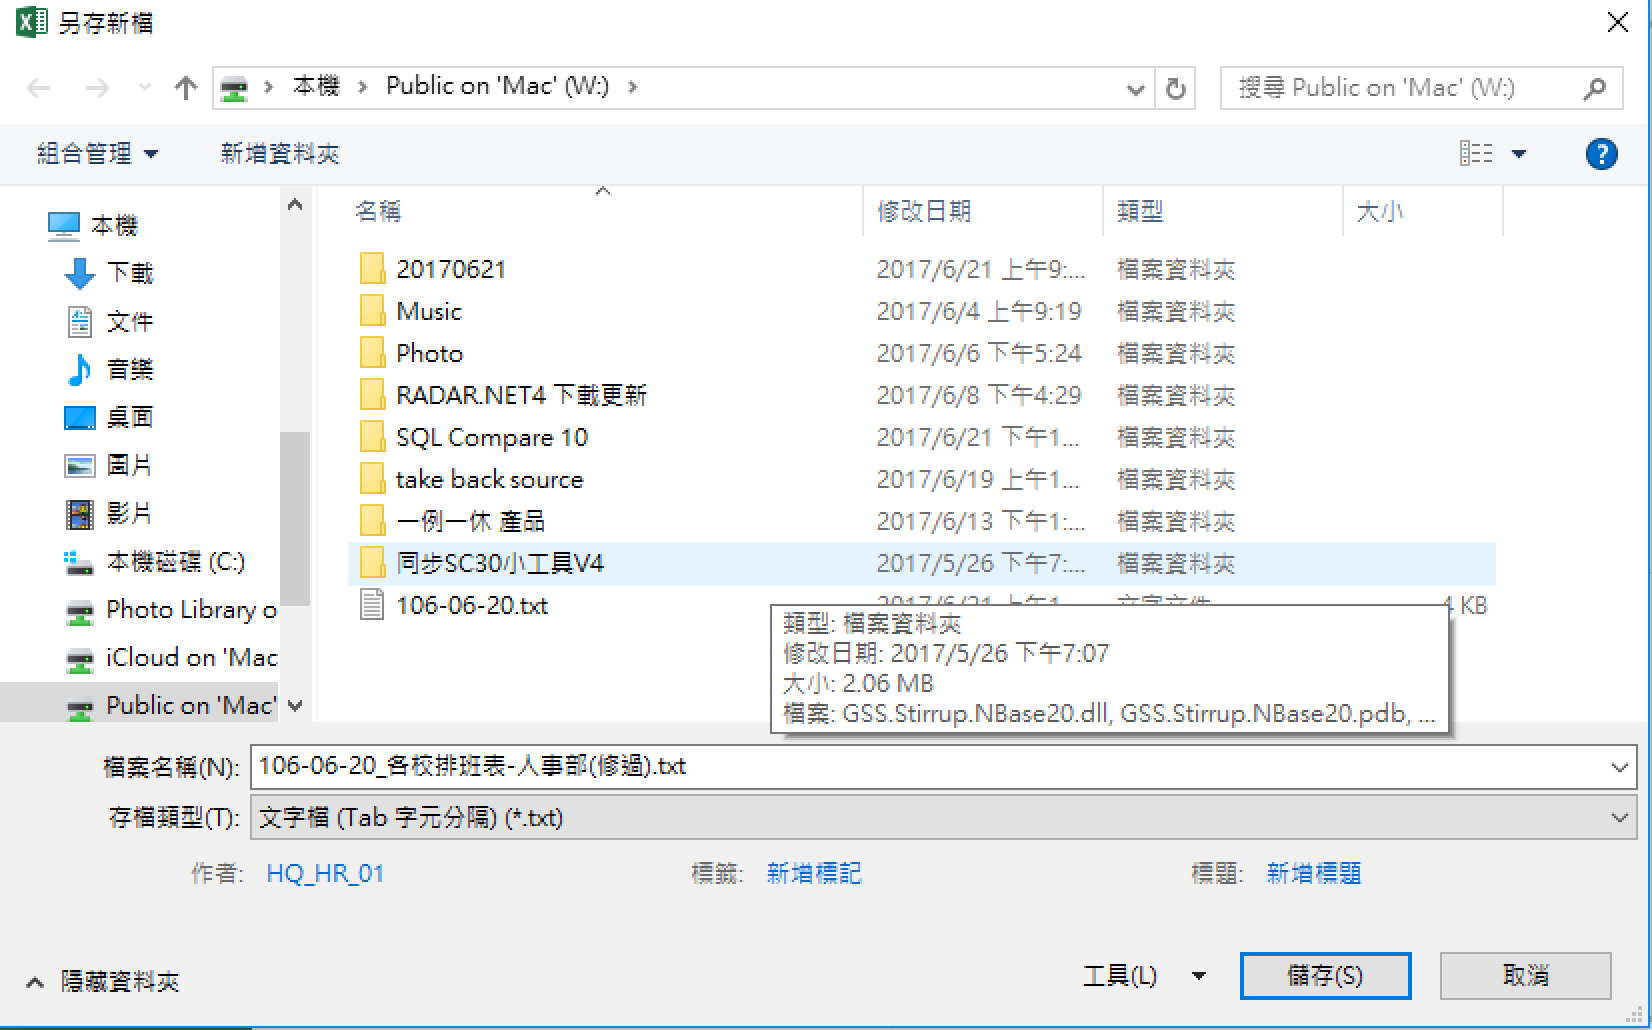 另存新檔
本機 Public on 'Mac' (W:)
搜尋 Public on 'Mac' (W:)
組合管理 新增資料夾
名稱 修改日期 類型 大小
本機
下載
文件
音樂
桌面
圖片
影片
本機磁碟 (C:)
Photo Library o
iCloud on 'Mac
Public on 'Mac'
20170621 2017/6/21 上午9:... 檔案資料夾
Music 2017/6/4 上午9:19 檔案資料夾
Photo 2017/6/6 下午5:24 檔案資料夾
RADAR.NET4 下載更新 2017/6/8 下午4:29 檔案資料夾
SQL Compare 10 2017/6/21 下午1... 檔案資料夾
take back source 2017/6/19 上午1... 檔案資料夾
一例一休 產品 2017/6/13 下午1:... 檔案資料夾
同步SC30小工具V4 2017/5/26 下午7:... 檔案資料夾
106-06-20.txt 2017/6/21 上午1... 文字文件 4 KB
類型: 檔案資料夾
修改日期: 2017/5/26 下午7:07
大小: 2.06 MB
檔案: GSS.Stirrup.NBase20.dll, GSS.Stirrup.NBase20.pdb, ...
檔案名稱(N): 106-06-20_各校排班表-人事部(修過).txt
存檔類型(T): 文字檔 (Tab 字元分隔) (*.txt)
作者: HQ_HR_01 標籤: 新增標記 標題: 新增標題
隱藏資料夾 工具(L) 儲存(S) 取消